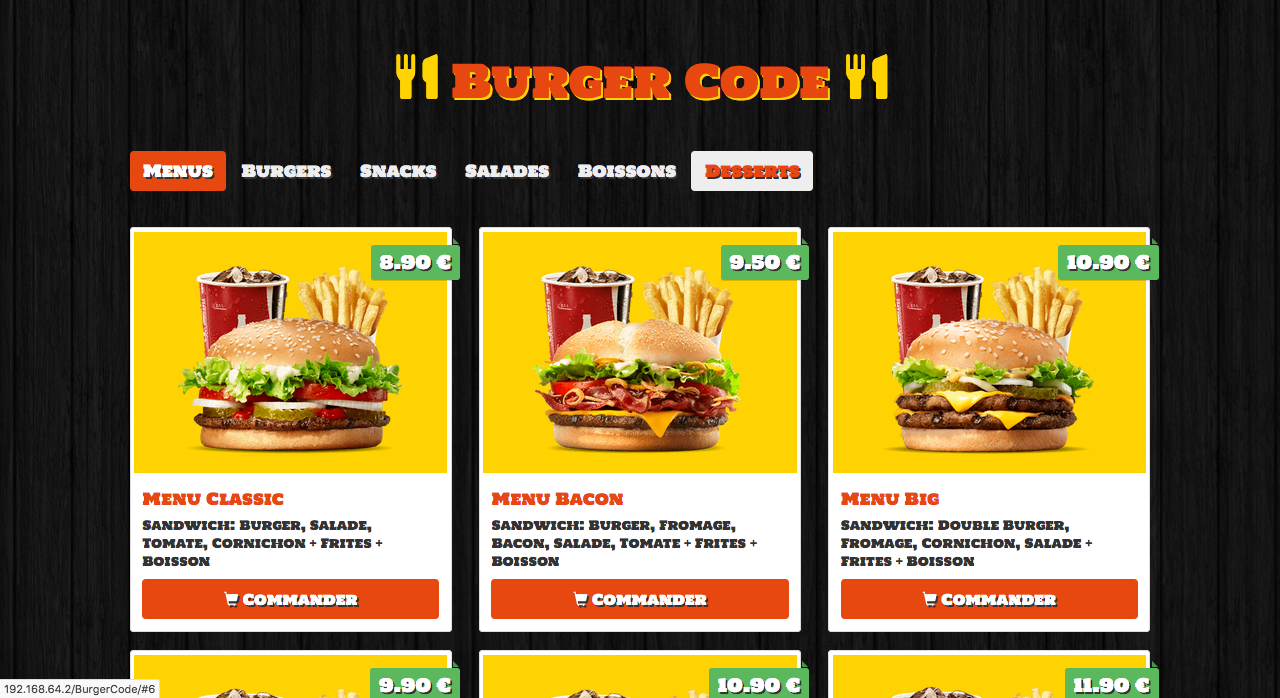 Burger Code
Menus Burgers Snacks Salades Boissons Desserts
8.90 € 9.50 € 10.90 €
Menu Classic
Sandwich: Burger, Salade,
Tomate, Cornichon + Frites +
Boisson
Commander
Menu Bacon
Sandwich: Burger, Fromage,
Bacon, Salade, Tomate + Frites +
Boisson
Commander
Menu Big
Sandwich: Double Burger,
Fromage, Cornichon, Salade +
Frites + Boisson
Commander
9.90 € 10.90 € 11.90 €
192.168.64.2/BurgerCode/#6